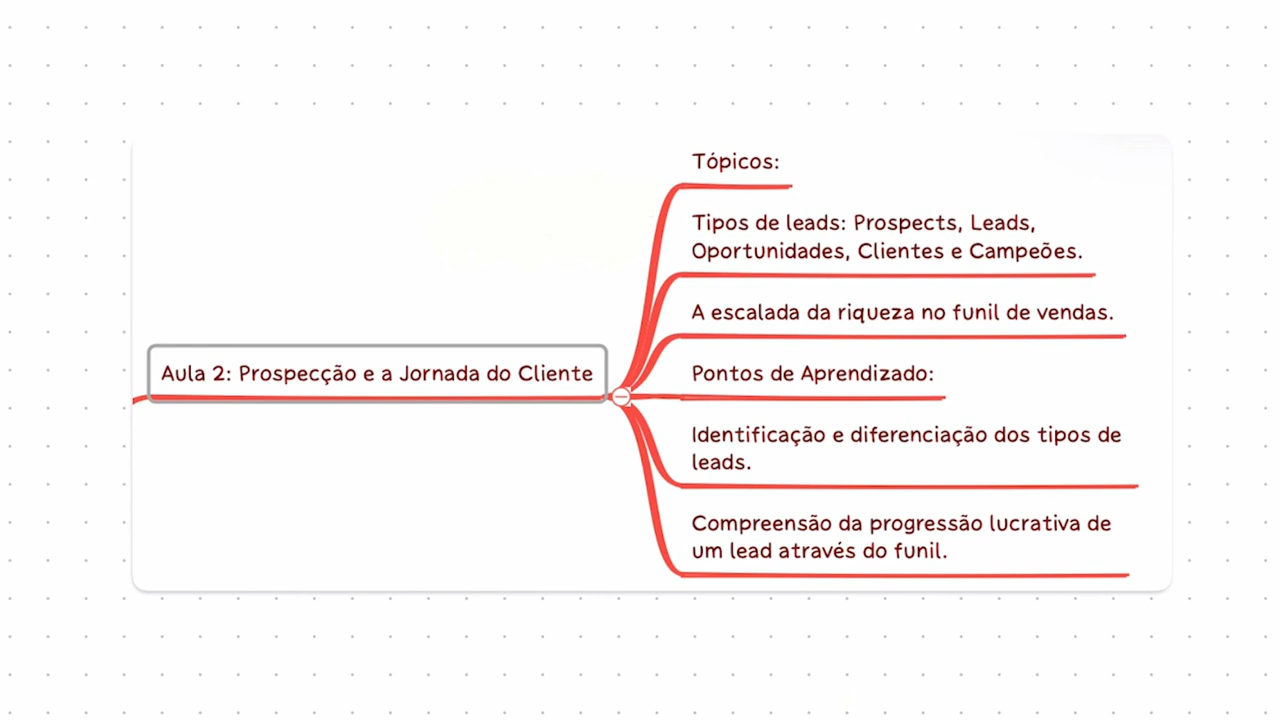 Tópicos:
Tipos de leads: Prospects, Leads,
Oportunidades, Clientes e Campeões.
A escalada da riqueza no funil de vendas.
Aula 2: Prospecção e a Jornada do Cliente
Pontos de Aprendizado:
Identificação e diferenciação dos tipos de
leads.
Compreensão da progressão lucrativa de
um lead através do funil.